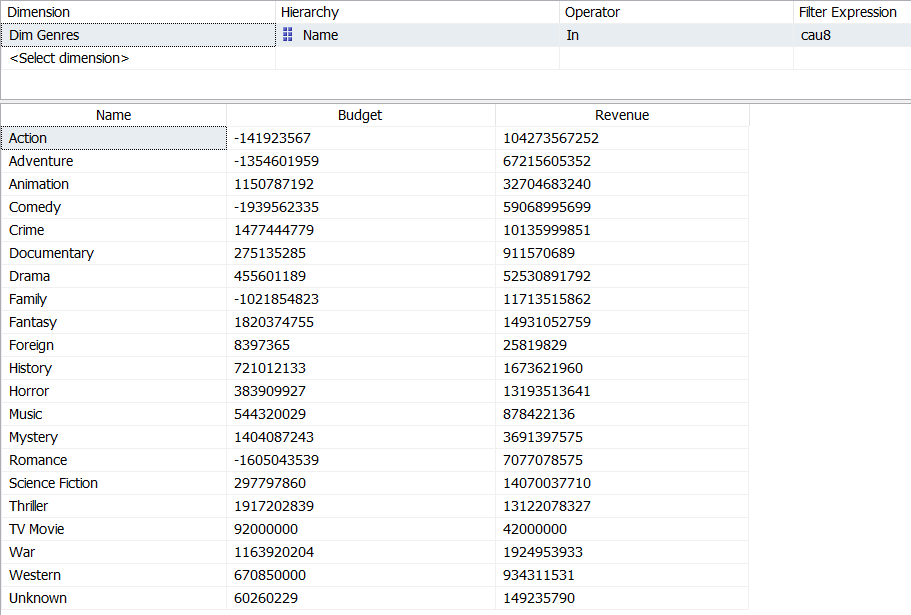 Dimension Hierarchy Operator Filter Expression
Dim Genres Name In cau8
<Select dimension>
Name Budget Revenue
Action -141923567 104273567252
Adventure -1354601959 67215605352
Animation 1150787192 32704683240
Comedy -1939562335 59068995699
Crime 1477444779 10135999851
Documentary 275135285 911570689
Drama 455601189 52530891792
Family -1021854823 11713515862
Fantasy 1820374755 14931052759
Foreign 8397365 25819829
History 721012133 1673621960
Horror 383909927 13193513641
Music 544320029 878422136
Mystery 1404087243 3691397575
Romance -1605043539 7077078575
Science Fiction 297797860 14070037710
Thriller 1917202839 13122078327
TV Movie 92000000 42000000
War 1163920204 1924953933
Western 670850000 934311531
Unknown 60260229 149235790